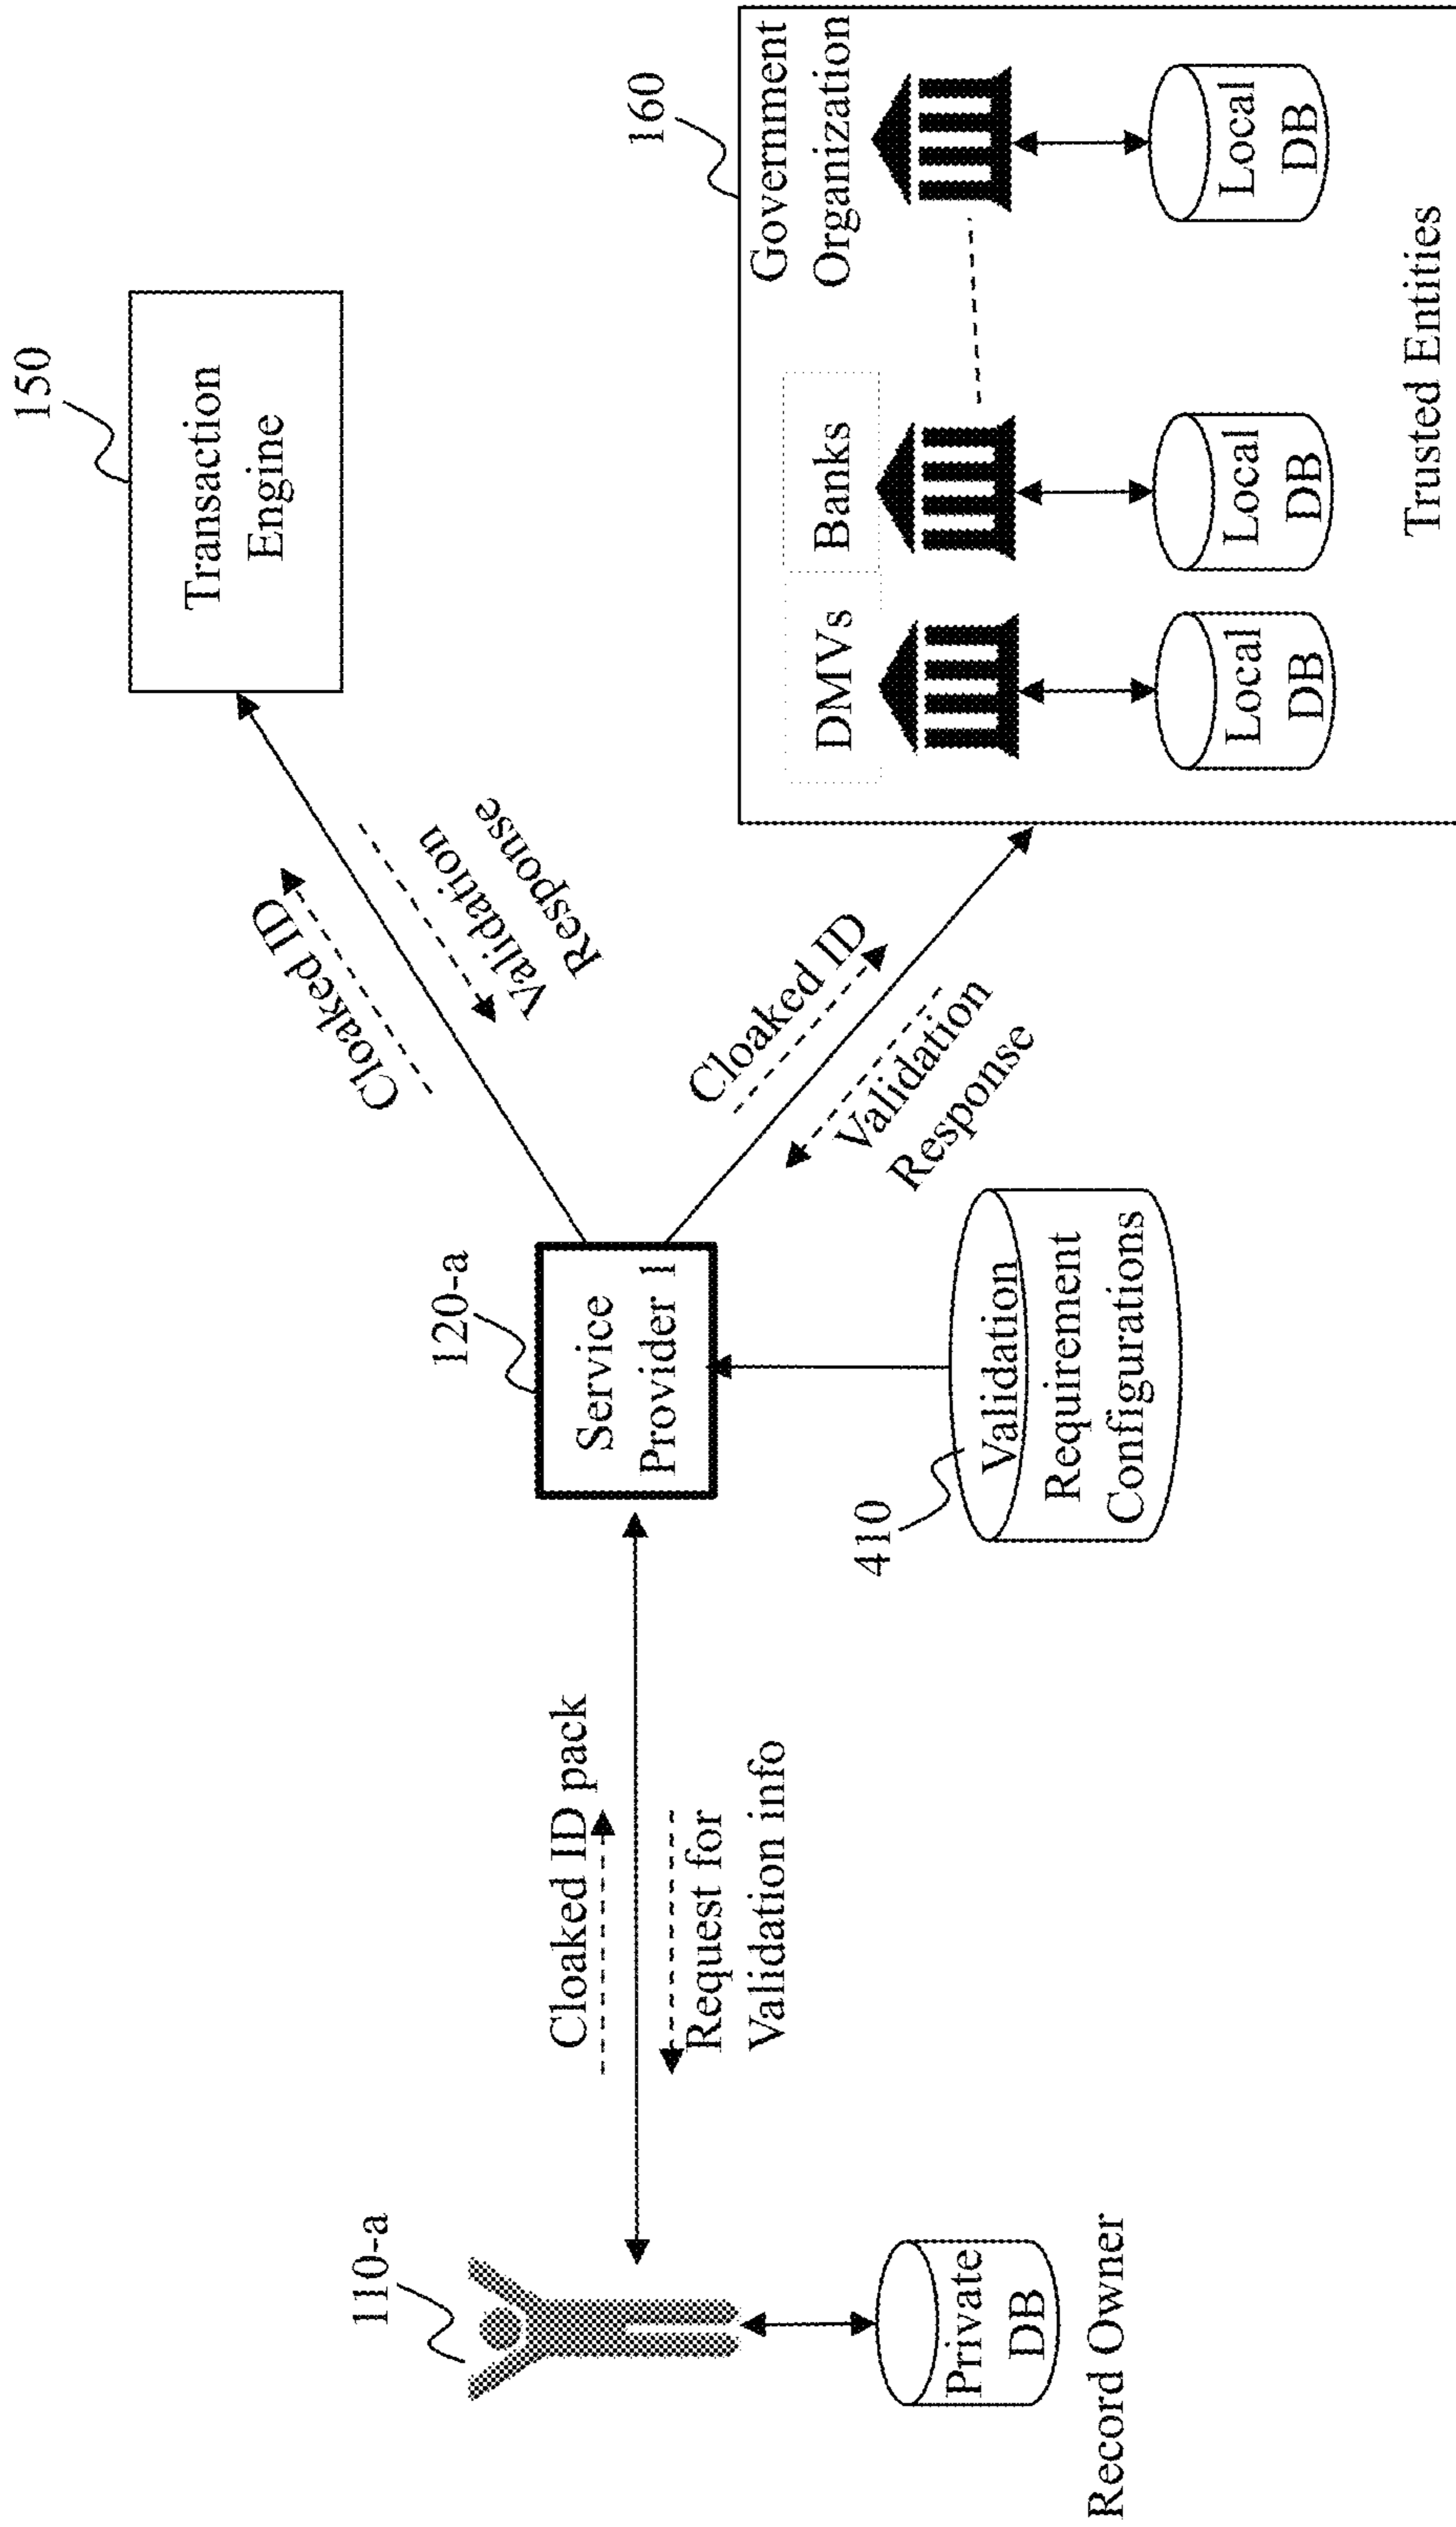 150
Transaction
Engine
160
Government
Organization
DMVs
Banks
Local
DB
Local
DB
Local
DB
Trusted Entities
Cloaked ID
Validation
Response
Cloaked ID
Validation
Response
120-a
Service
Provider 1
410
Validation
Requirement
Configurations
Cloaked ID pack
Request for
Validation info
110-a
Private
DB
Record Owner